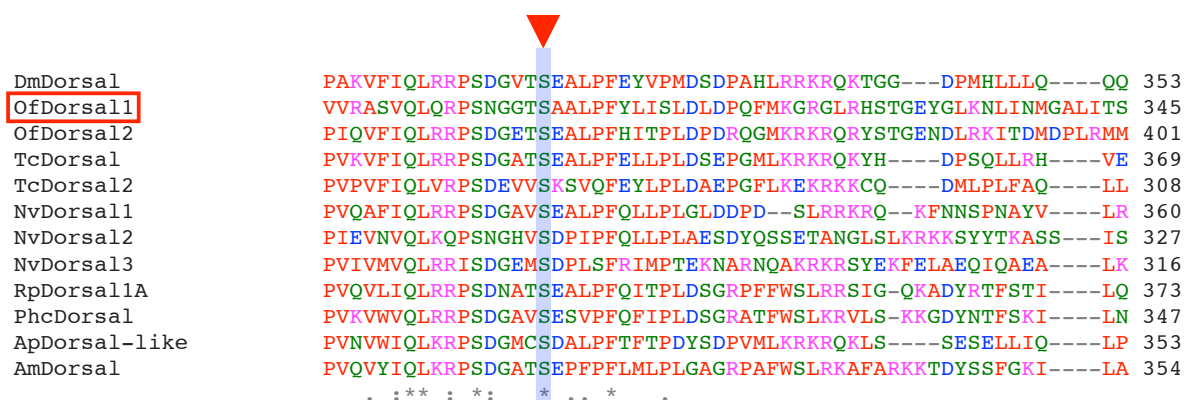 DmDorsal PAKVFIQLRRPSDGVTSEALPFEYVPMDSDPAHLRRKRQKTGG---DPMHLLLQ----QQ 353
OfDorsal1 VVRASVQLQRPSNGGTSAALPFYLISLDLDPQFMKGRGLRHSTGEYGLKNLINMGALITS 345
OfDorsal2 PIQVFIQLRRPSDGETSEALPFHITPLDPDRQGMKRKRQRYSTGENDLRKITDMDPLRMM 401
TcDorsal PVKVFIQLRRPSDGATSEALPFELLPLDSEPGMLKRKRQKYH----DPSQLLRH----VE 369
TcDorsal2 PVPVFIQLVRPSDEVVSKSVQFEYLPLDAEPGFLKEKRKKCQ----DMLPLFAQ----LL 308
NvDorsal1 PVQAFIQLRRPSDGAVSEALPFQLLPLGLDDPD--SLRRKRQ--KFNNSPNAYV----LR 360
NvDorsal2 PIEVNVQLKQPSNGHVSDPIPFQLLPLAESDYQSSETANGLSLKRKKSYYTKASS---IS 327
NvDorsal3 PVIVMVQLRRISDGEMSDPLSFRIMPTEKNARNQAKRKRSYEKFELAEQIQAEA----LK 316
RpDorsal1A PVQVLIQLRRPSDNATSEALPFQITPLDSGRPFFWSLRRSIG-QKADYRTFSTI----LQ 373
PhcDorsal PVKVWVQLRRPSDGAVSESVPFQFIPLDSGRATFWSLKRVLS-KKGDYNTFSKI----LN 347
ApDorsal-like PVNVWIQLKRPSDGMCSDALPFTFTPDYSDPVMLKRKRQKLS----SESELLIQ----LP 353
AmDorsal PVQVYIQLKRPSDGATSEPFPFLMLPLGAGRPAFWSLRKAFARKKTDYSSFGKI----LA 354
. :** : *: * .. * .